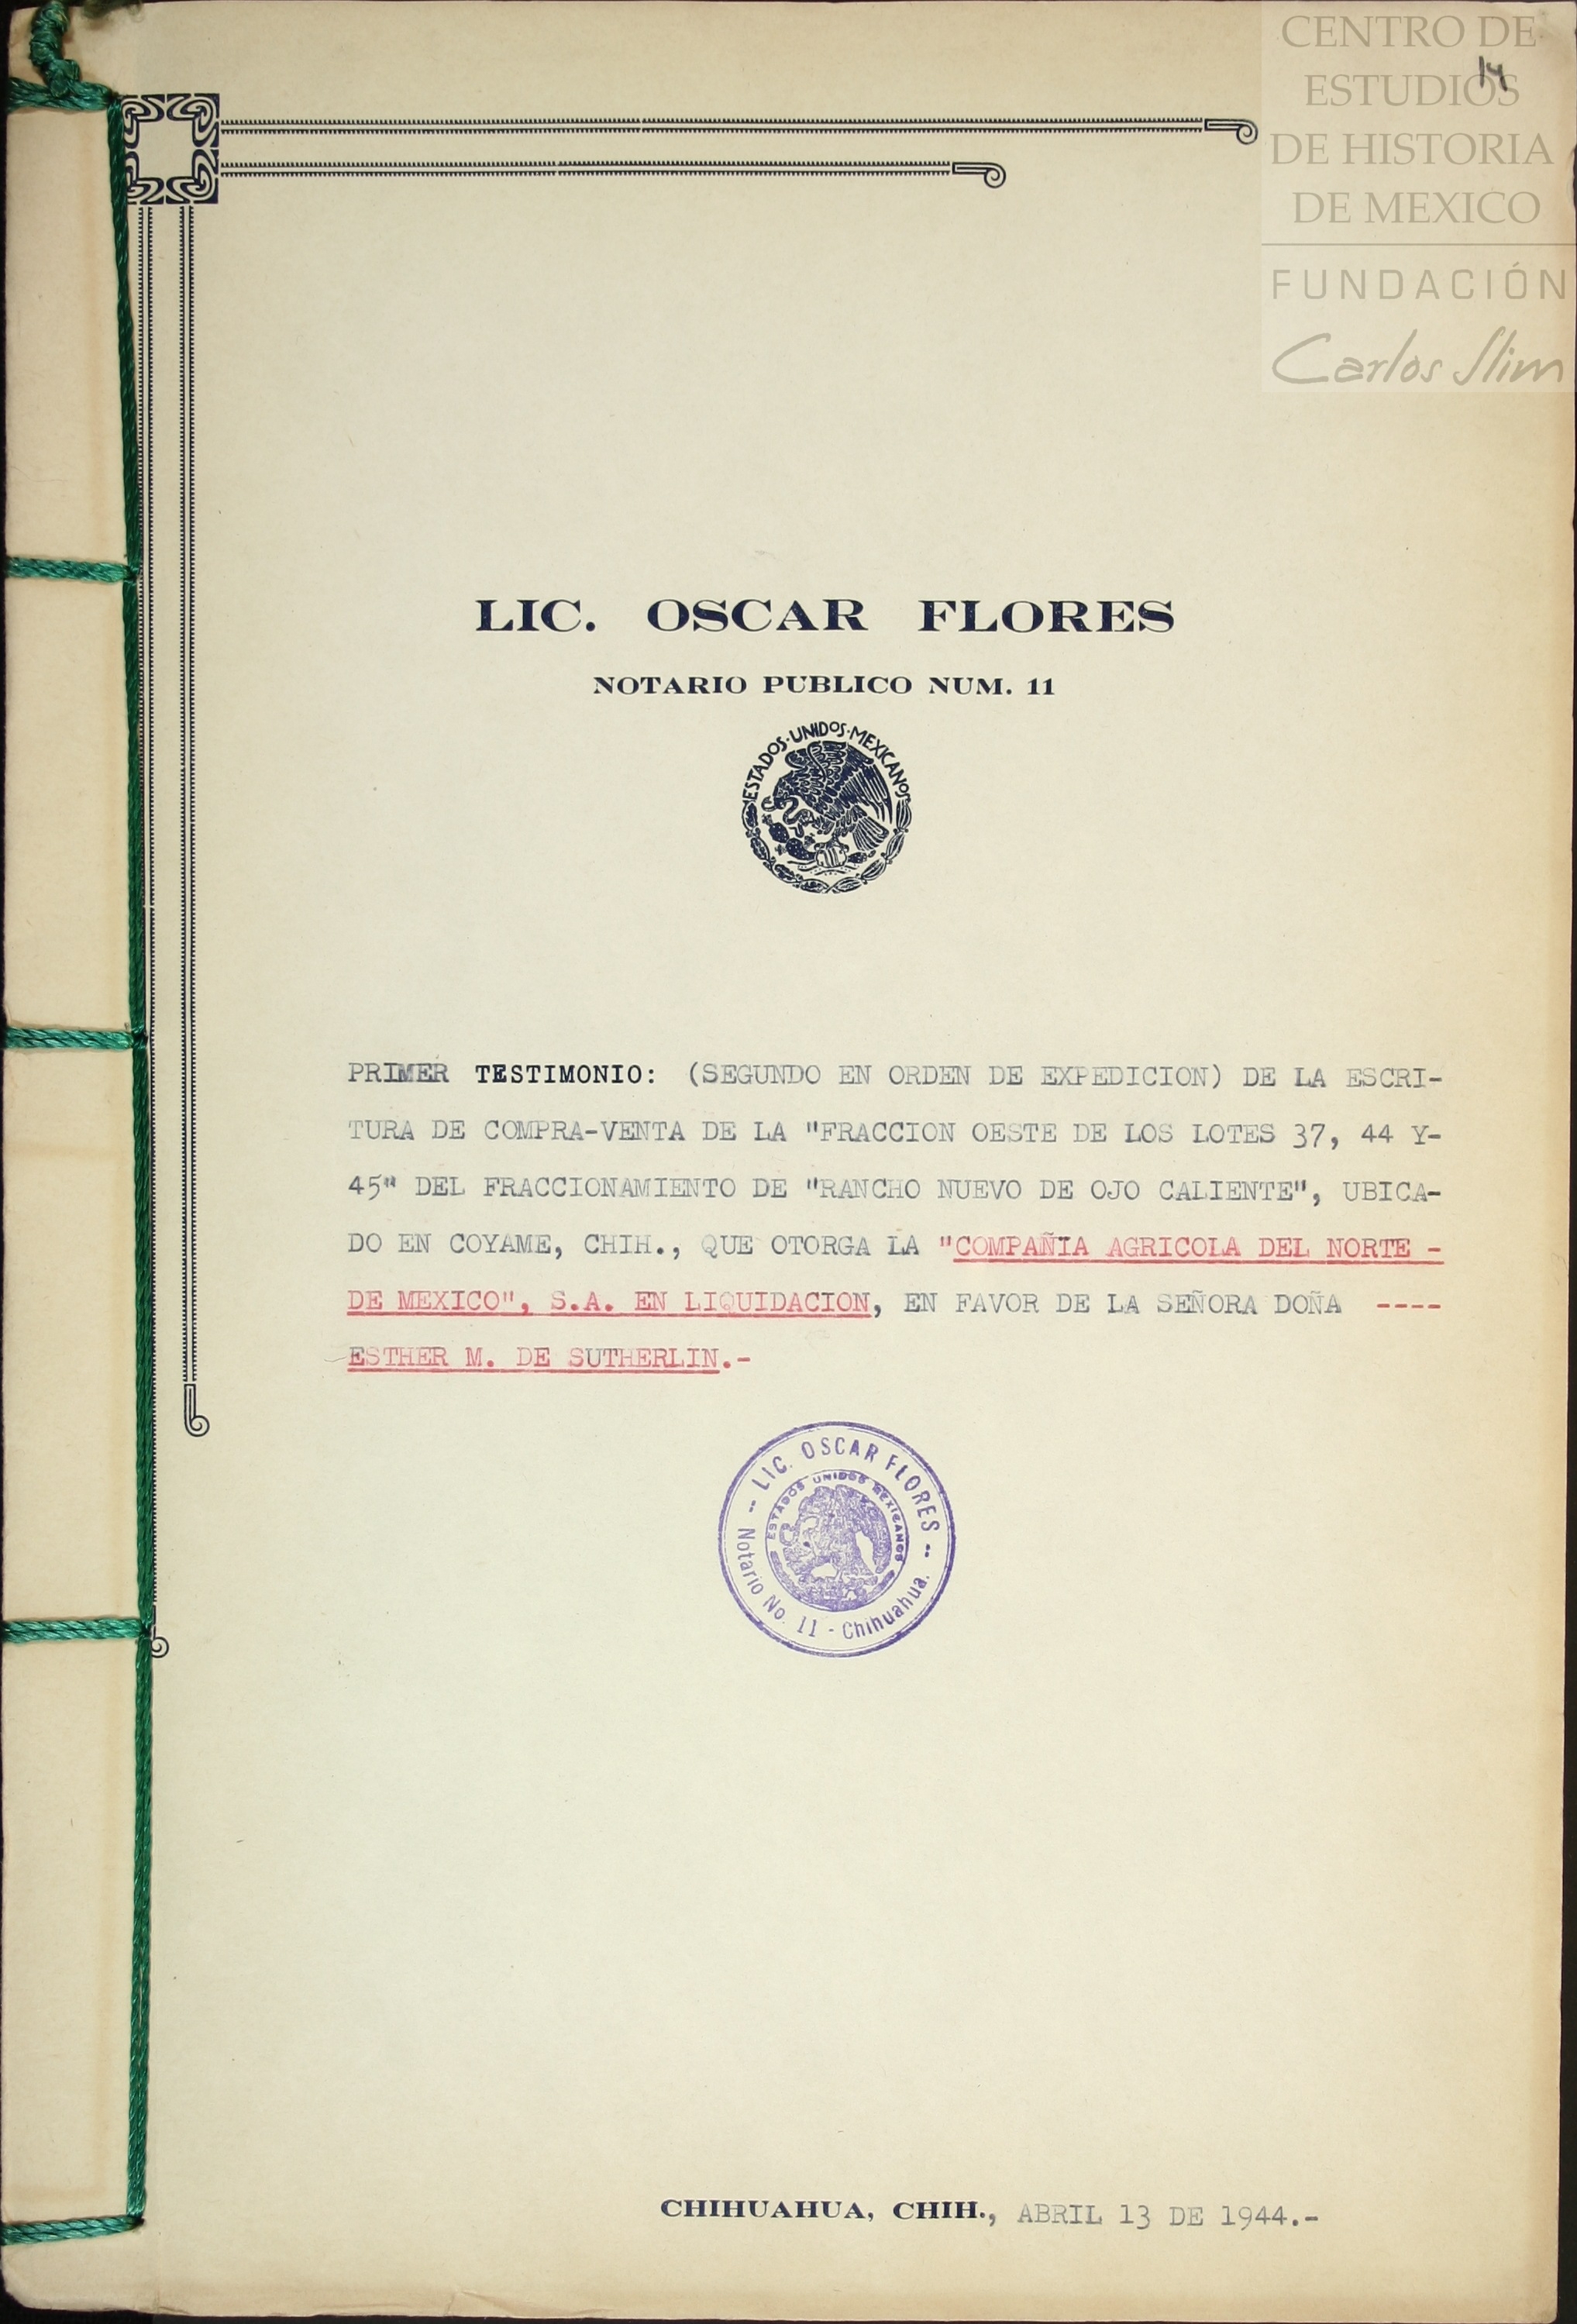 CENTRO DE
ESTUDIOS
DE HISTORIA
DE MEXICO
FUNDACIÓN
Carlos Slim
14
LIC. OSCAR FLORES
NOTARIO PUBLICO NUM. 11
ESTADOS·UNIDOS·MEXICANOS
PRIMER TESTIMONIO: (SEGUNDO EN ORDEN DE EXPEDICION) DE LA ESCRI-
TURA DE COMPRA-VENTA DE LA "FRACCION OESTE DE LOS LOTES 37, 44 Y-
45" DEL FRACCIONAMIENTO DE "RANCHO NUEVO DE OJO CALIENTE", UBICA-
DO EN COYAME, CHIH., QUE OTORGA LA "COMPAÑIA AGRICOLA DEL NORTE -
DE MEXICO", S.A. EN LIQUIDACION, EN FAVOR DE LA SEÑORA DOÑA ----
ESTHER M. DE SUTHERLIN.-
-- LIC. OSCAR FLORES --
ESTADOS UNIDOS MEXICANOS
Notario No. 11 - Chihuahua.
CHIHUAHUA, CHIH., ABRIL 13 DE 1944.-